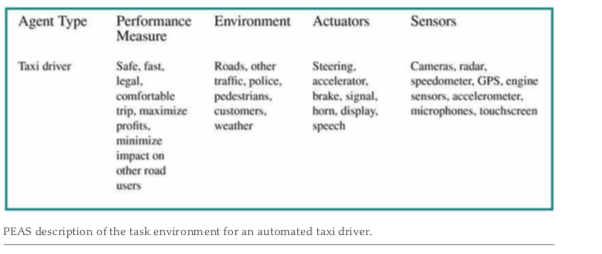 Agent Type Performance Measure Environment Actuators Sensors
Taxi driver Safe, fast, Roads, other Steering, Cameras, radar,
legal, traffic, police, accelerator, speedometer, GPS, engine
comfortable pedestrians, brake, signal, sensors, accelerometer,
trip, maximize customers, horn, display, microphones, touchscreen
profits, weather speech
minimize
impact on
other road
users
PEAS description of the task environment for an automated taxi driver.